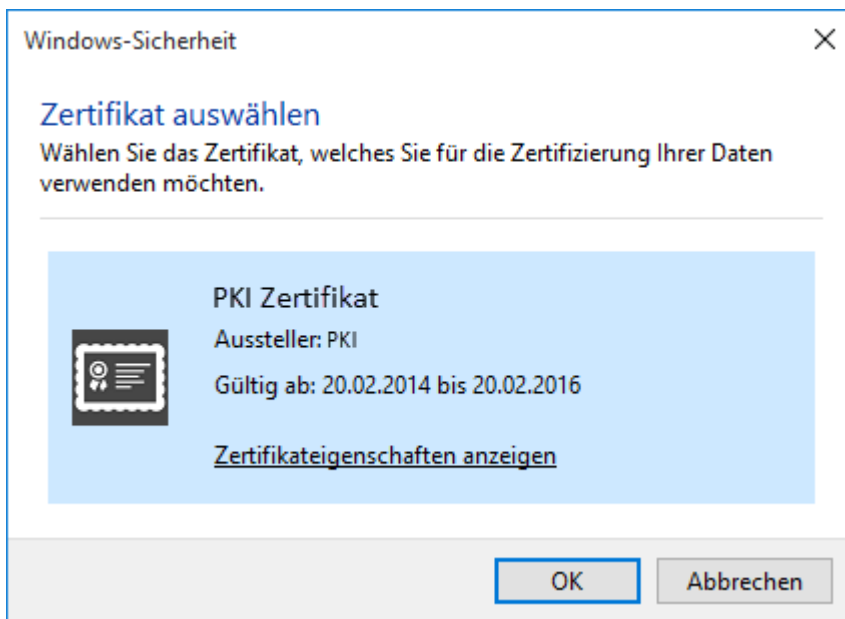 Windows-Sicherheit
Zertifikat auswählen
Wählen Sie das Zertifikat, welches Sie für die Zertifizierung Ihrer Daten
verwenden möchten.
PKI Zertifikat
Aussteller: PKI
Gültig ab: 20.02.2014 bis 20.02.2016
Zertifikateigenschaften anzeigen
OK Abbrechen